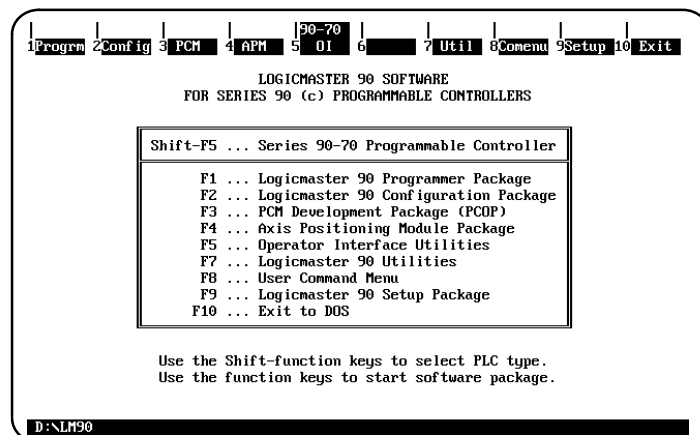 90-70
1Progrm 2Config 3 PCM 4 APM 5 OI 6 7 Util 8Comenu 9Setup 10 Exit
LOGICMASTER 90 SOFTWARE
FOR SERIES 90 (c) PROGRAMMABLE CONTROLLERS
Shift-F5 ... Series 90-70 Programmable Controller
F1 ... Logicmaster 90 Programmer Package
F2 ... Logicmaster 90 Configuration Package
F3 ... PCM Development Package (PCOP)
F4 ... Axis Positioning Module Package
F5 ... Operator Interface Utilities
F7 ... Logicmaster 90 Utilities
F8 ... User Command Menu
F9 ... Logicmaster 90 Setup Package
F10 ... Exit to DOS
Use the Shift-function keys to select PLC type.
Use the function keys to start software package.
D:\LM90